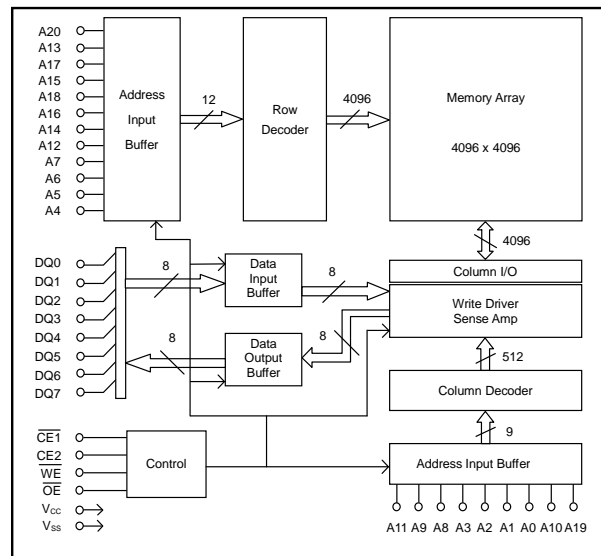 A20
A13
A17
A15
A18
A16
A14
A12
A7
A6
A5
A4
Address
Input
Buffer
12
Row
Decoder
4096
Memory Array
4096 x 4096
4096
DQ0
DQ1
DQ2
DQ3
DQ4
DQ5
DQ6
DQ7
8
Data
Input
Buffer
8
Column I/O
Write Driver
Sense Amp
8
Data
Output
Buffer
8
512
Column Decoder
9
CE1
CE2
WE
OE
Control
Address Input Buffer
VCC
VSS
A11 A9 A8 A3 A2 A1 A0 A10 A19